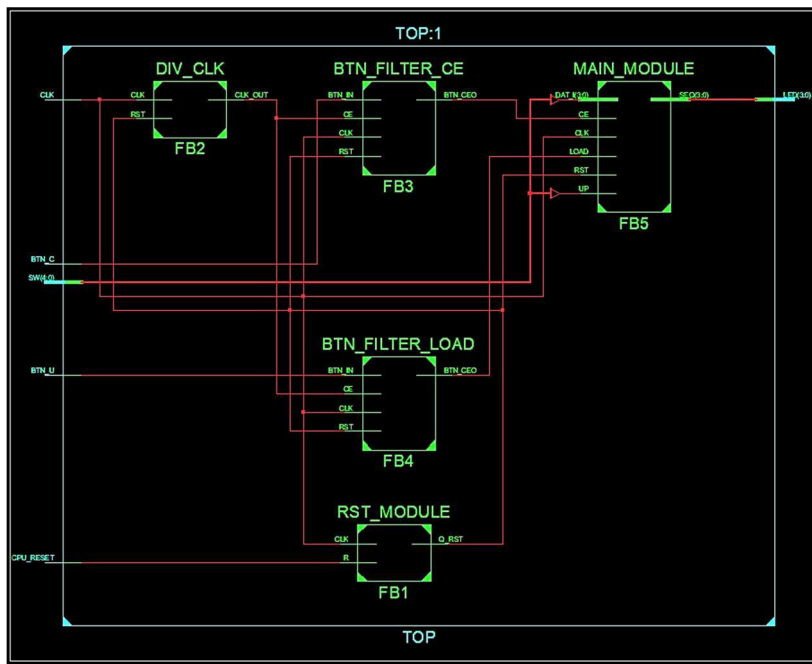 TOP:1
DIV_CLK
BTN_FILTER_CE
MAIN_MODULE
CLK
CLK
CLK_OUT
RST
FB2
BTN_IN
BTN_CEO
CE
CLK
RST
FB3
DAT_I(3:0)
SEQ(3:0)
LED(3:0)
CE
CLK
LOAD
RST
UP
FB5
BTN_C
SW(4:0)
BTN_FILTER_LOAD
BTN_U
BTN_IN
BTN_CEO
CE
CLK
RST
FB4
RST_MODULE
CLK
Q_RST
CPU_RESET
R
FB1
TOP